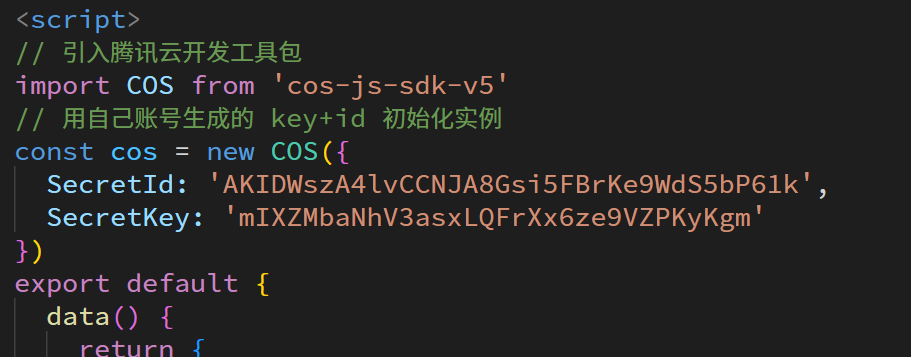 <script>
// 引入腾讯云开发工具包
import COS from 'cos-js-sdk-v5'
// 用自己账号生成的 key+id 初始化实例
const cos = new COS({
SecretId: 'AKIDWszA4lvCCNJA8Gsi5FBrKe9WdS5bP61k',
SecretKey: 'mIXZMbaNhV3asxLQFrXx6ze9VZPKyKgm'
})
export default {
data() {
return {